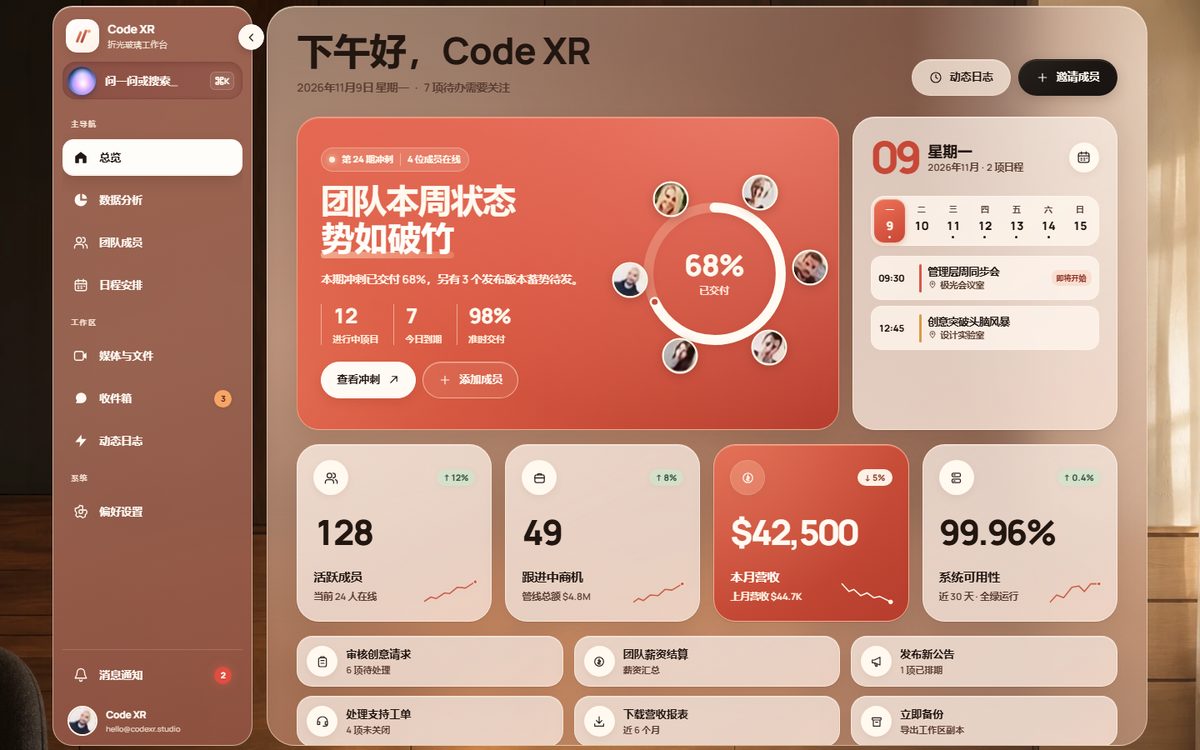 Code XR
折光玻璃工作台
问一问或搜索_
⌘K
主导航
总览
数据分析
团队成员
日程安排
工作区
媒体与文件
收件箱
3
动态日志
系统
偏好设置
消息通知
2
Code XR
hello@codexr.studio
下午好，Code XR
2026年11月9日 星期一 · 7 项待办需要关注
动态日志
邀请成员
第 24 期冲刺
4 位成员在线
团队本周状态
势如破竹
本期冲刺已交付 68%，另有 3 个发布版本蓄势待发。
12
进行中项目
7
今日到期
98%
准时交付
查看冲刺
添加成员
68%
已交付
09
星期一
2026年11月 · 2 项日程
一 二 三 四 五 六 日
9 10 11 12 13 14 15
09:30
管理层周同步会
极光会议室
即将开始
12:45
创意突破头脑风暴
设计实验室
↑ 12%
128
活跃成员
当前 24 人在线
↑ 8%
49
跟进中商机
管线总额 $4.8M
↓ 5%
$42,500
本月营收
上月营收 $44.7K
↑ 0.4%
99.96%
系统可用性
近 30 天 · 全绿运行
审核创意请求
6 项待处理
团队薪资结算
薪资汇总
发布新公告
1 项已排期
处理支持工单
4 项未关闭
下载营收报表
近 6 个月
立即备份
导出工作区副本